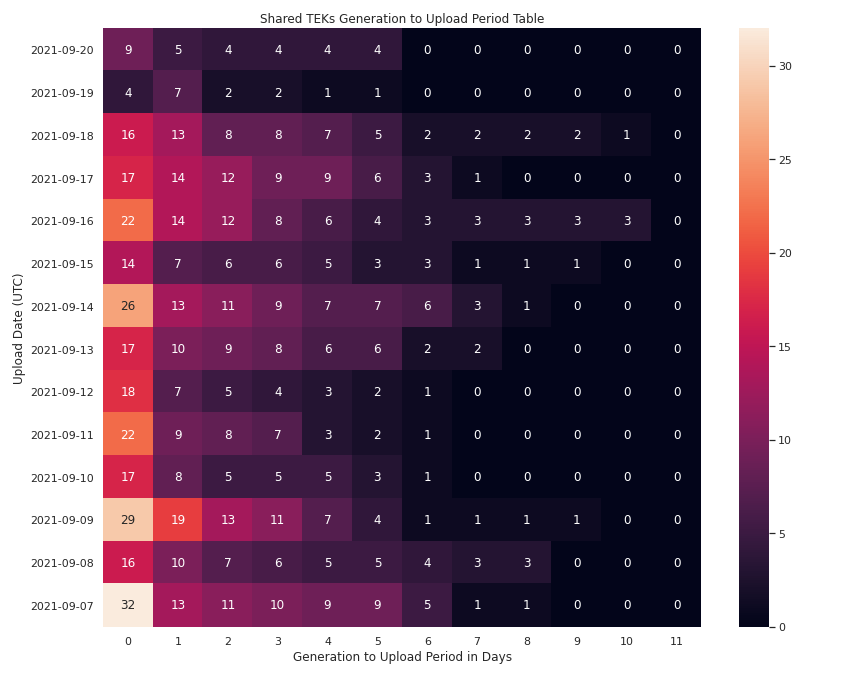 Shared TEKs Generation to Upload Period Table
Upload Date (UTC)
2021-09-20 9 5 4 4 4 4 0 0 0 0 0 0
2021-09-19 4 7 2 2 1 1 0 0 0 0 0 0
2021-09-18 16 13 8 8 7 5 2 2 2 2 1 0
2021-09-17 17 14 12 9 9 6 3 1 0 0 0 0
2021-09-16 22 14 12 8 6 4 3 3 3 3 3 0
2021-09-15 14 7 6 6 5 3 3 1 1 1 0 0
2021-09-14 26 13 11 9 7 7 6 3 1 0 0 0
2021-09-13 17 10 9 8 6 6 2 2 0 0 0 0
2021-09-12 18 7 5 4 3 2 1 0 0 0 0 0
2021-09-11 22 9 8 7 3 2 1 0 0 0 0 0
2021-09-10 17 8 5 5 5 3 1 0 0 0 0 0
2021-09-09 29 19 13 11 7 4 1 1 1 1 0 0
2021-09-08 16 10 7 6 5 5 4 3 3 0 0 0
2021-09-07 32 13 11 10 9 9 5 1 1 0 0 0
0 1 2 3 4 5 6 7 8 9 10 11
Generation to Upload Period in Days
30
25
20
15
10
5
0